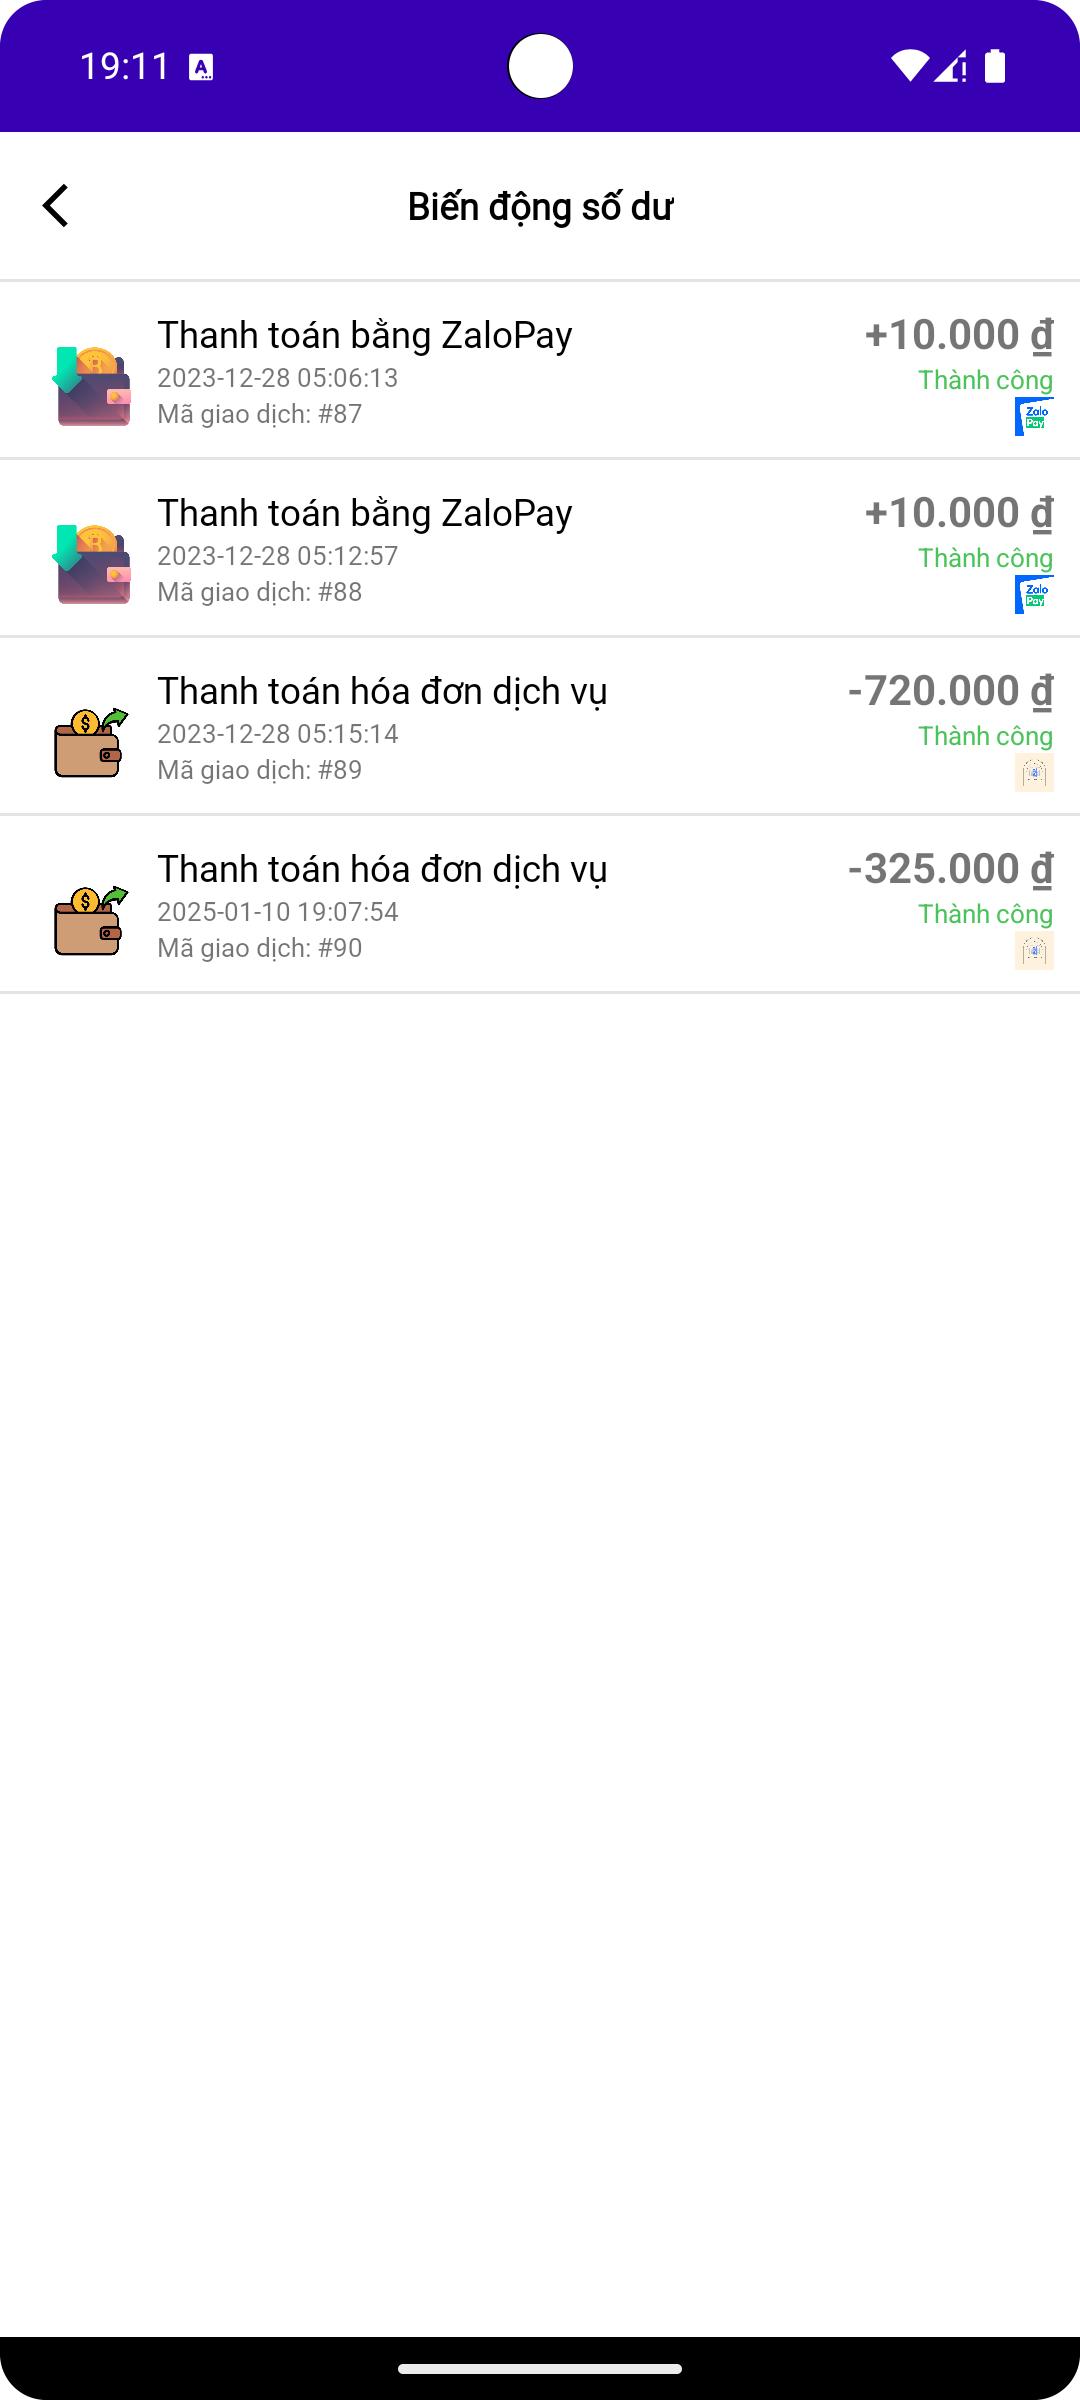 19:11
Biến động số dư
Thanh toán bằng ZaloPay
+10.000 ₫
2023-12-28 05:06:13
Thành công
Mã giao dịch: #87
Zalo
Pay
Thanh toán bằng ZaloPay
+10.000 ₫
2023-12-28 05:12:57
Thành công
Mã giao dịch: #88
Zalo
Pay
Thanh toán hóa đơn dịch vụ
-720.000 ₫
2023-12-28 05:15:14
Thành công
Mã giao dịch: #89
Thanh toán hóa đơn dịch vụ
-325.000 ₫
2025-01-10 19:07:54
Thành công
Mã giao dịch: #90